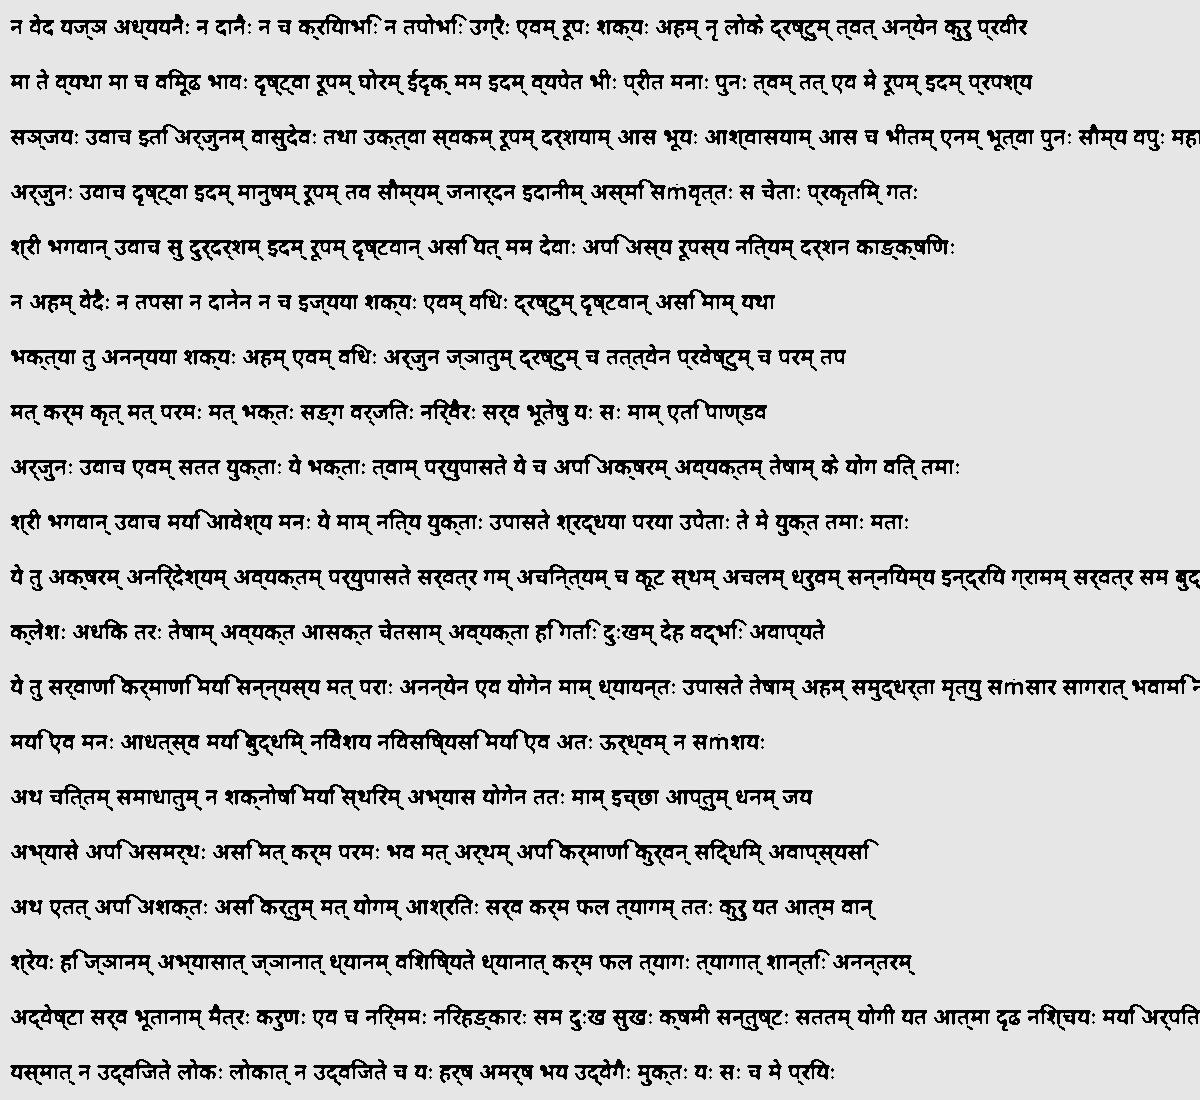 न वेद यज्ञ अध्ययनैः न दानैः न च क्रियाभिः न तपोभिः उग्रैः एवम् रूपः शक्यः अहम् नृ लोके द्रष्टुम् त्वत् अन्येन कुरु प्रवीर
मा ते व्यथा मा च विमूढ भावः दृष्ट्वा रूपम् घोरम् ईदृक् मम इदम् व्यपेत भीः प्रीत मनाः पुनः त्वम् तत् एव मे रूपम् इदम् प्रपश्य
सञ्जयः उवाच इति अर्जुनम् वासुदेवः तथा उक्त्वा स्वकम् रूपम् दर्शयाम् आस भूयः आश्वासयाम् आस च भीतम् एनम् भूत्वा पुनः सौम्य वपुः
अर्जुनः उवाच दृष्ट्वा इदम् मानुषम् रूपम् तव सौम्यम् जनार्दन इदानीम् अस्मि सṁवृत्तः स चेताः प्रकृतिम् गतः
श्री भगवान् उवाच सु दुर्दर्शम् इदम् रूपम् दृष्टवान् असि यत् मम देवाः अपि अस्य रूपस्य नित्यम् दर्शन काङ्क्षिणः
न अहम् वेदैः न तपसा न दानेन न च इज्यया शक्यः एवम् विधः द्रष्टुम् दृष्टवान् असि माम् यथा
भक्त्या तु अनन्यया शक्यः अहम् एवम् विधः अर्जुन ज्ञातुम् द्रष्टुम् च तत्त्वेन प्रवेष्टुम् च परम् तप
मत् कर्म कृत् मत् परमः मत् भक्तः सङ्ग वर्जितः निर्वैरः सर्व भूतेषु यः सः माम् एति पाण्डव
अर्जुनः उवाच एवम् सतत युक्ताः ये भक्ताः त्वाम् पर्युपासते ये च अपि अक्षरम् अव्यक्तम् तेषाम् के योग वित् तमाः
श्री भगवान् उवाच मयि आवेश्य मनः ये माम् नित्य युक्ताः उपासते श्रद्धया परया उपेताः ते मे युक्त तमाः मताः
ये तु अक्षरम् अनिर्देश्यम् अव्यक्तम् पर्युपासते सर्वत्र गम् अचिन्त्यम् च कूट स्थम् अचलम् ध्रुवम् सन्नियम्य इन्द्रिय ग्रामम् सर्वत्र सम
क्लेशः अधिक तरः तेषाम् अव्यक्त आसक्त चेतसाम् अव्यक्ता हि गतिः दुःखम् देह वद्भिः अवाप्यते
ये तु सर्वाणि कर्माणि मयि सन्न्यस्य मत् पराः अनन्येन एव योगेन माम् ध्यायन्तः उपासते तेषाम् अहम् समुद्धर्ता मृत्यु सṁसार सागरात् भवामि
मयि एव मनः आधत्स्व मयि बुद्धिम् निवेशय निवसिष्यसि मयि एव अतः ऊर्ध्वम् न सṁशयः
अथ चित्तम् समाधातुम् न शक्नोषि मयि स्थिरम् अभ्यास योगेन ततः माम् इच्छा आप्तुम् धनम् जय
अभ्यासे अपि असमर्थः असि मत् कर्म परमः भव मत् अर्थम् अपि कर्माणि कुर्वन् सिद्धिम् अवाप्स्यसि
अथ एतत् अपि अशक्तः असि कर्तुम् मत् योगम् आश्रितः सर्व कर्म फल त्यागम् ततः कुरु यत आत्म वान्
श्रेयः हि ज्ञानम् अभ्यासात् ज्ञानात् ध्यानम् विशिष्यते ध्यानात् कर्म फल त्यागः त्यागात् शान्तिः अनन्तरम्
अद्वेष्टा सर्व भूतानाम् मैत्रः करुणः एव च निर्ममः निरहङ्कारः सम दुःख सुखः क्षमी सन्तुष्टः सततम् योगी यत आत्मा दृढ निश्चयः मयि अर्पित
यस्मात् न उद्विजते लोकः लोकात् न उद्विजते च यः हर्ष अमर्ष भय उद्वेगैः मुक्तः यः सः च मे प्रियः